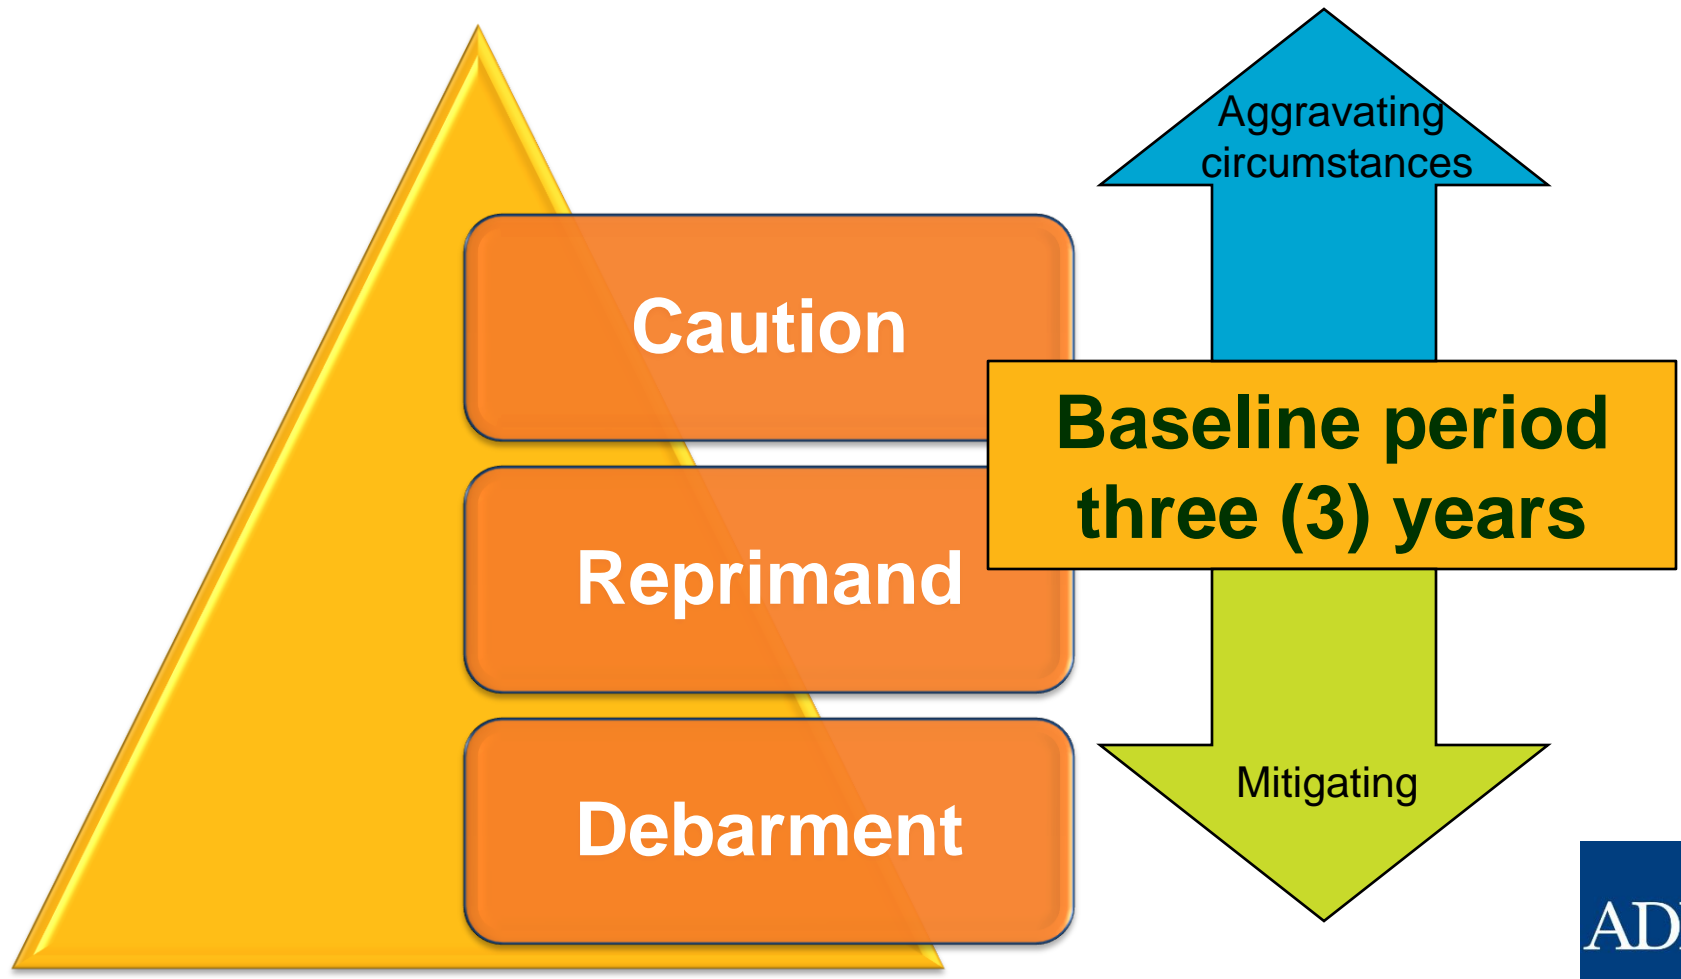 Caution
Reprimand
Debarment
Aggravating
circumstances
Baseline period
three (3) years
Mitigating